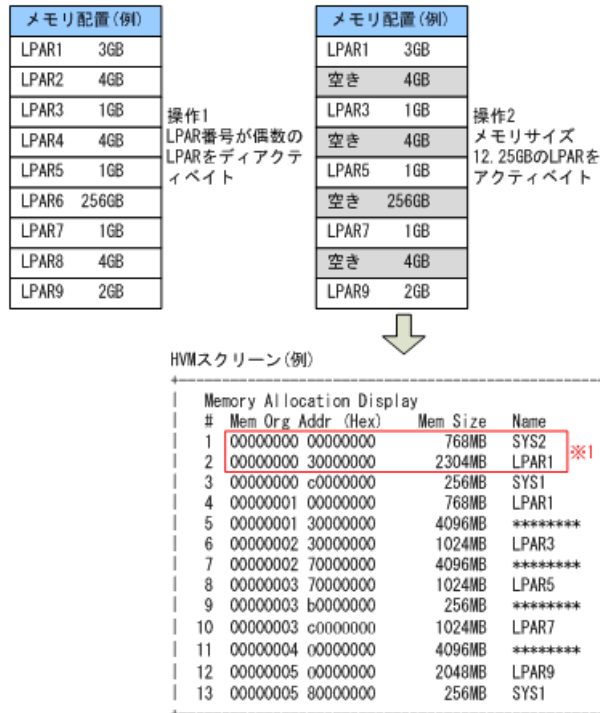 メモリ配置(例)
LPAR1 3GB
LPAR2 4GB
LPAR3 1GB
LPAR4 4GB
LPAR5 1GB
LPAR6 256GB
LPAR7 1GB
LPAR8 4GB
LPAR9 2GB
操作1
LPAR番号が偶数の
LPARをディアクテ
ィベイト
メモリ配置(例)
LPAR1 3GB
空き 4GB
LPAR3 1GB
空き 4GB
LPAR5 1GB
空き 256GB
LPAR7 1GB
空き 4GB
LPAR9 2GB
操作2
メモリサイズ
12.25GBのLPARを
アクティベイト
HVMスクリーン(例)
Memory Allocation Display
# Mem Org Addr (Hex) Mem Size Name
1 00000000 00000000 768MB SYS2
2 00000000 30000000 2304MB LPAR1
※1
3 00000000 c0000000 256MB SYS1
4 00000001 00000000 768MB LPAR1
5 00000001 30000000 4096MB ********
6 00000002 30000000 1024MB LPAR3
7 00000002 70000000 4096MB ********
8 00000003 70000000 1024MB LPAR5
9 00000003 b0000000 256MB ********
10 00000003 c0000000 1024MB LPAR7
11 00000004 00000000 4096MB ********
12 00000005 00000000 2048MB LPAR9
13 00000005 80000000 256MB SYS1